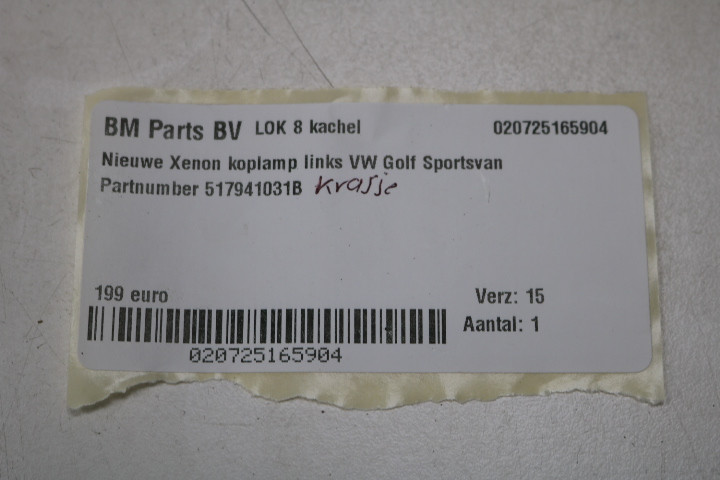 BM Parts BV LOK 8 kachel 020725165904
Nieuwe Xenon koplamp links VW Golf Sportsvan
Partnumber 517941031B krasje
199 euro Verz: 15
Aantal: 1
020725165904